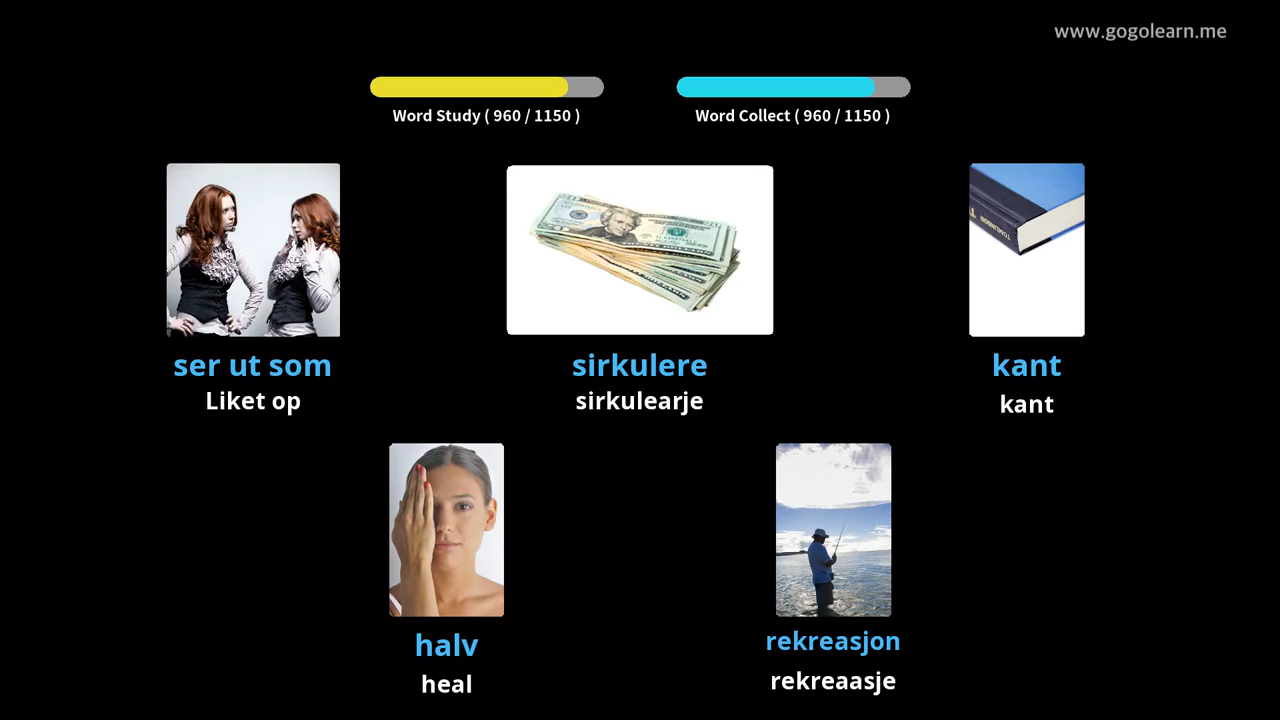 www.gogolearn.me
Word Study ( 960 / 1150 )
Word Collect ( 960 / 1150 )
TOMLINSON
ser ut som
Liket op
sirkulere
sirkulearje
kant
kant
halv
heal
rekreasjon
rekreaasje